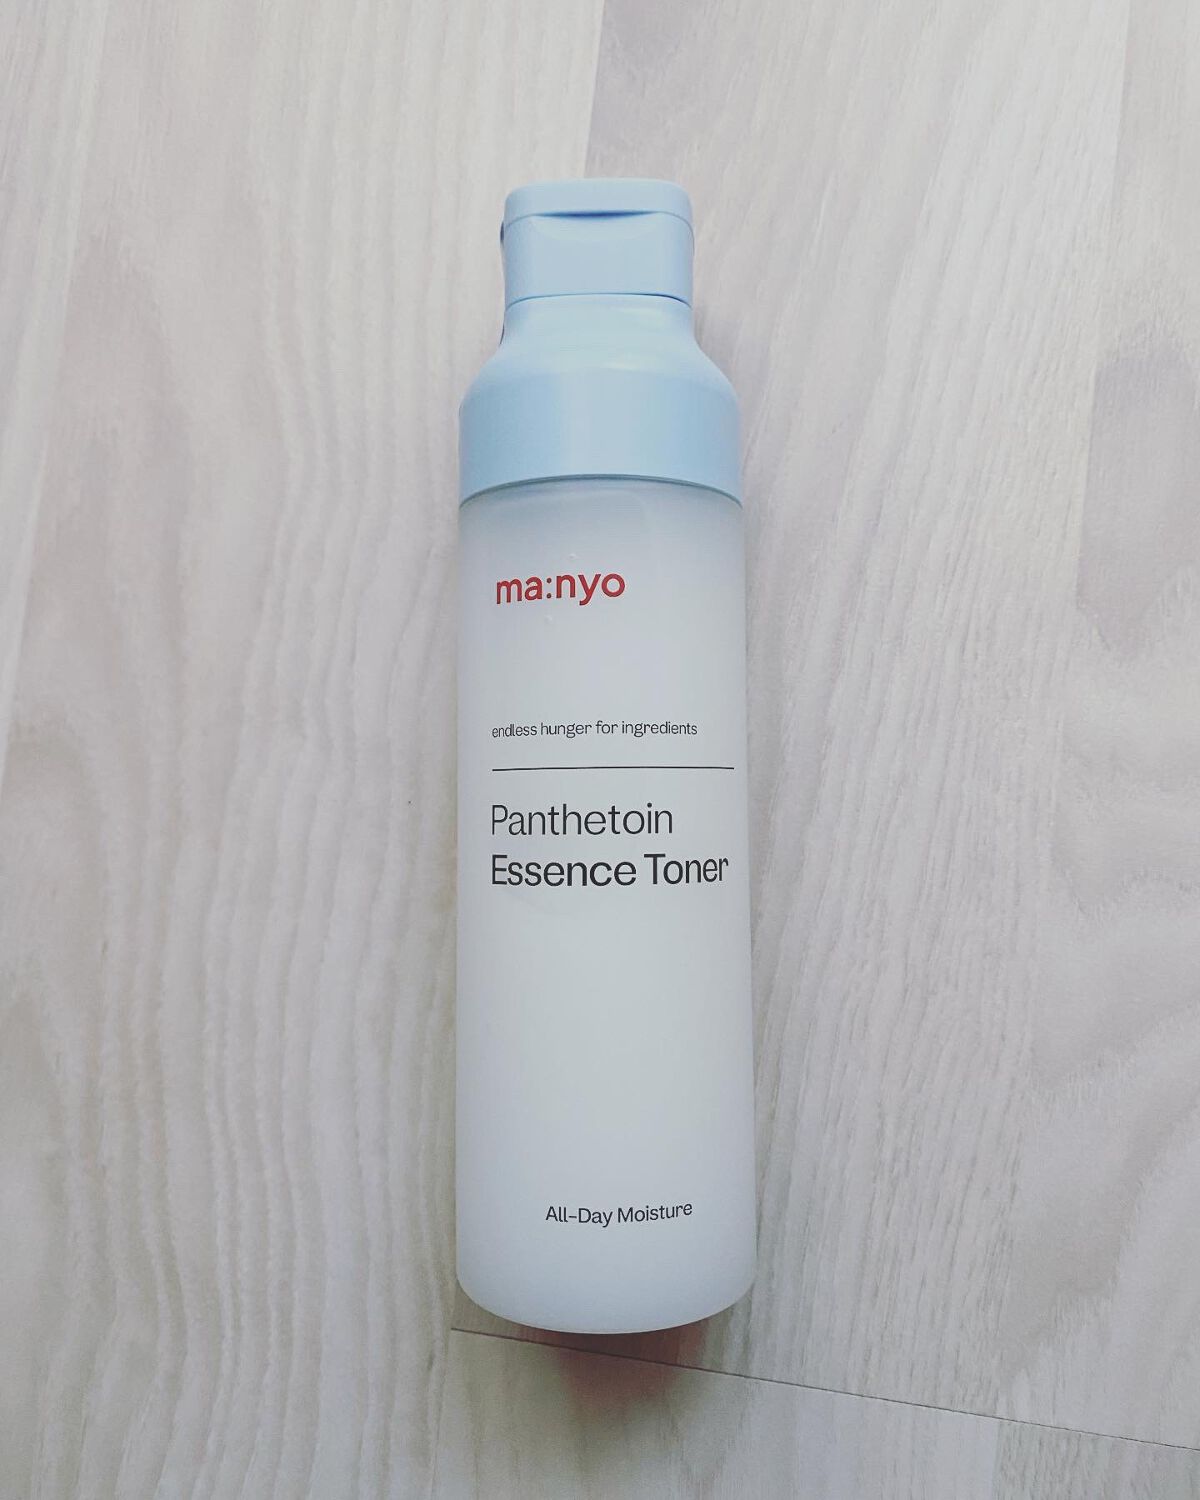 ma:nyo
endless hunger for ingredients
Panthetoin
Essence Toner
All-Day Moisture